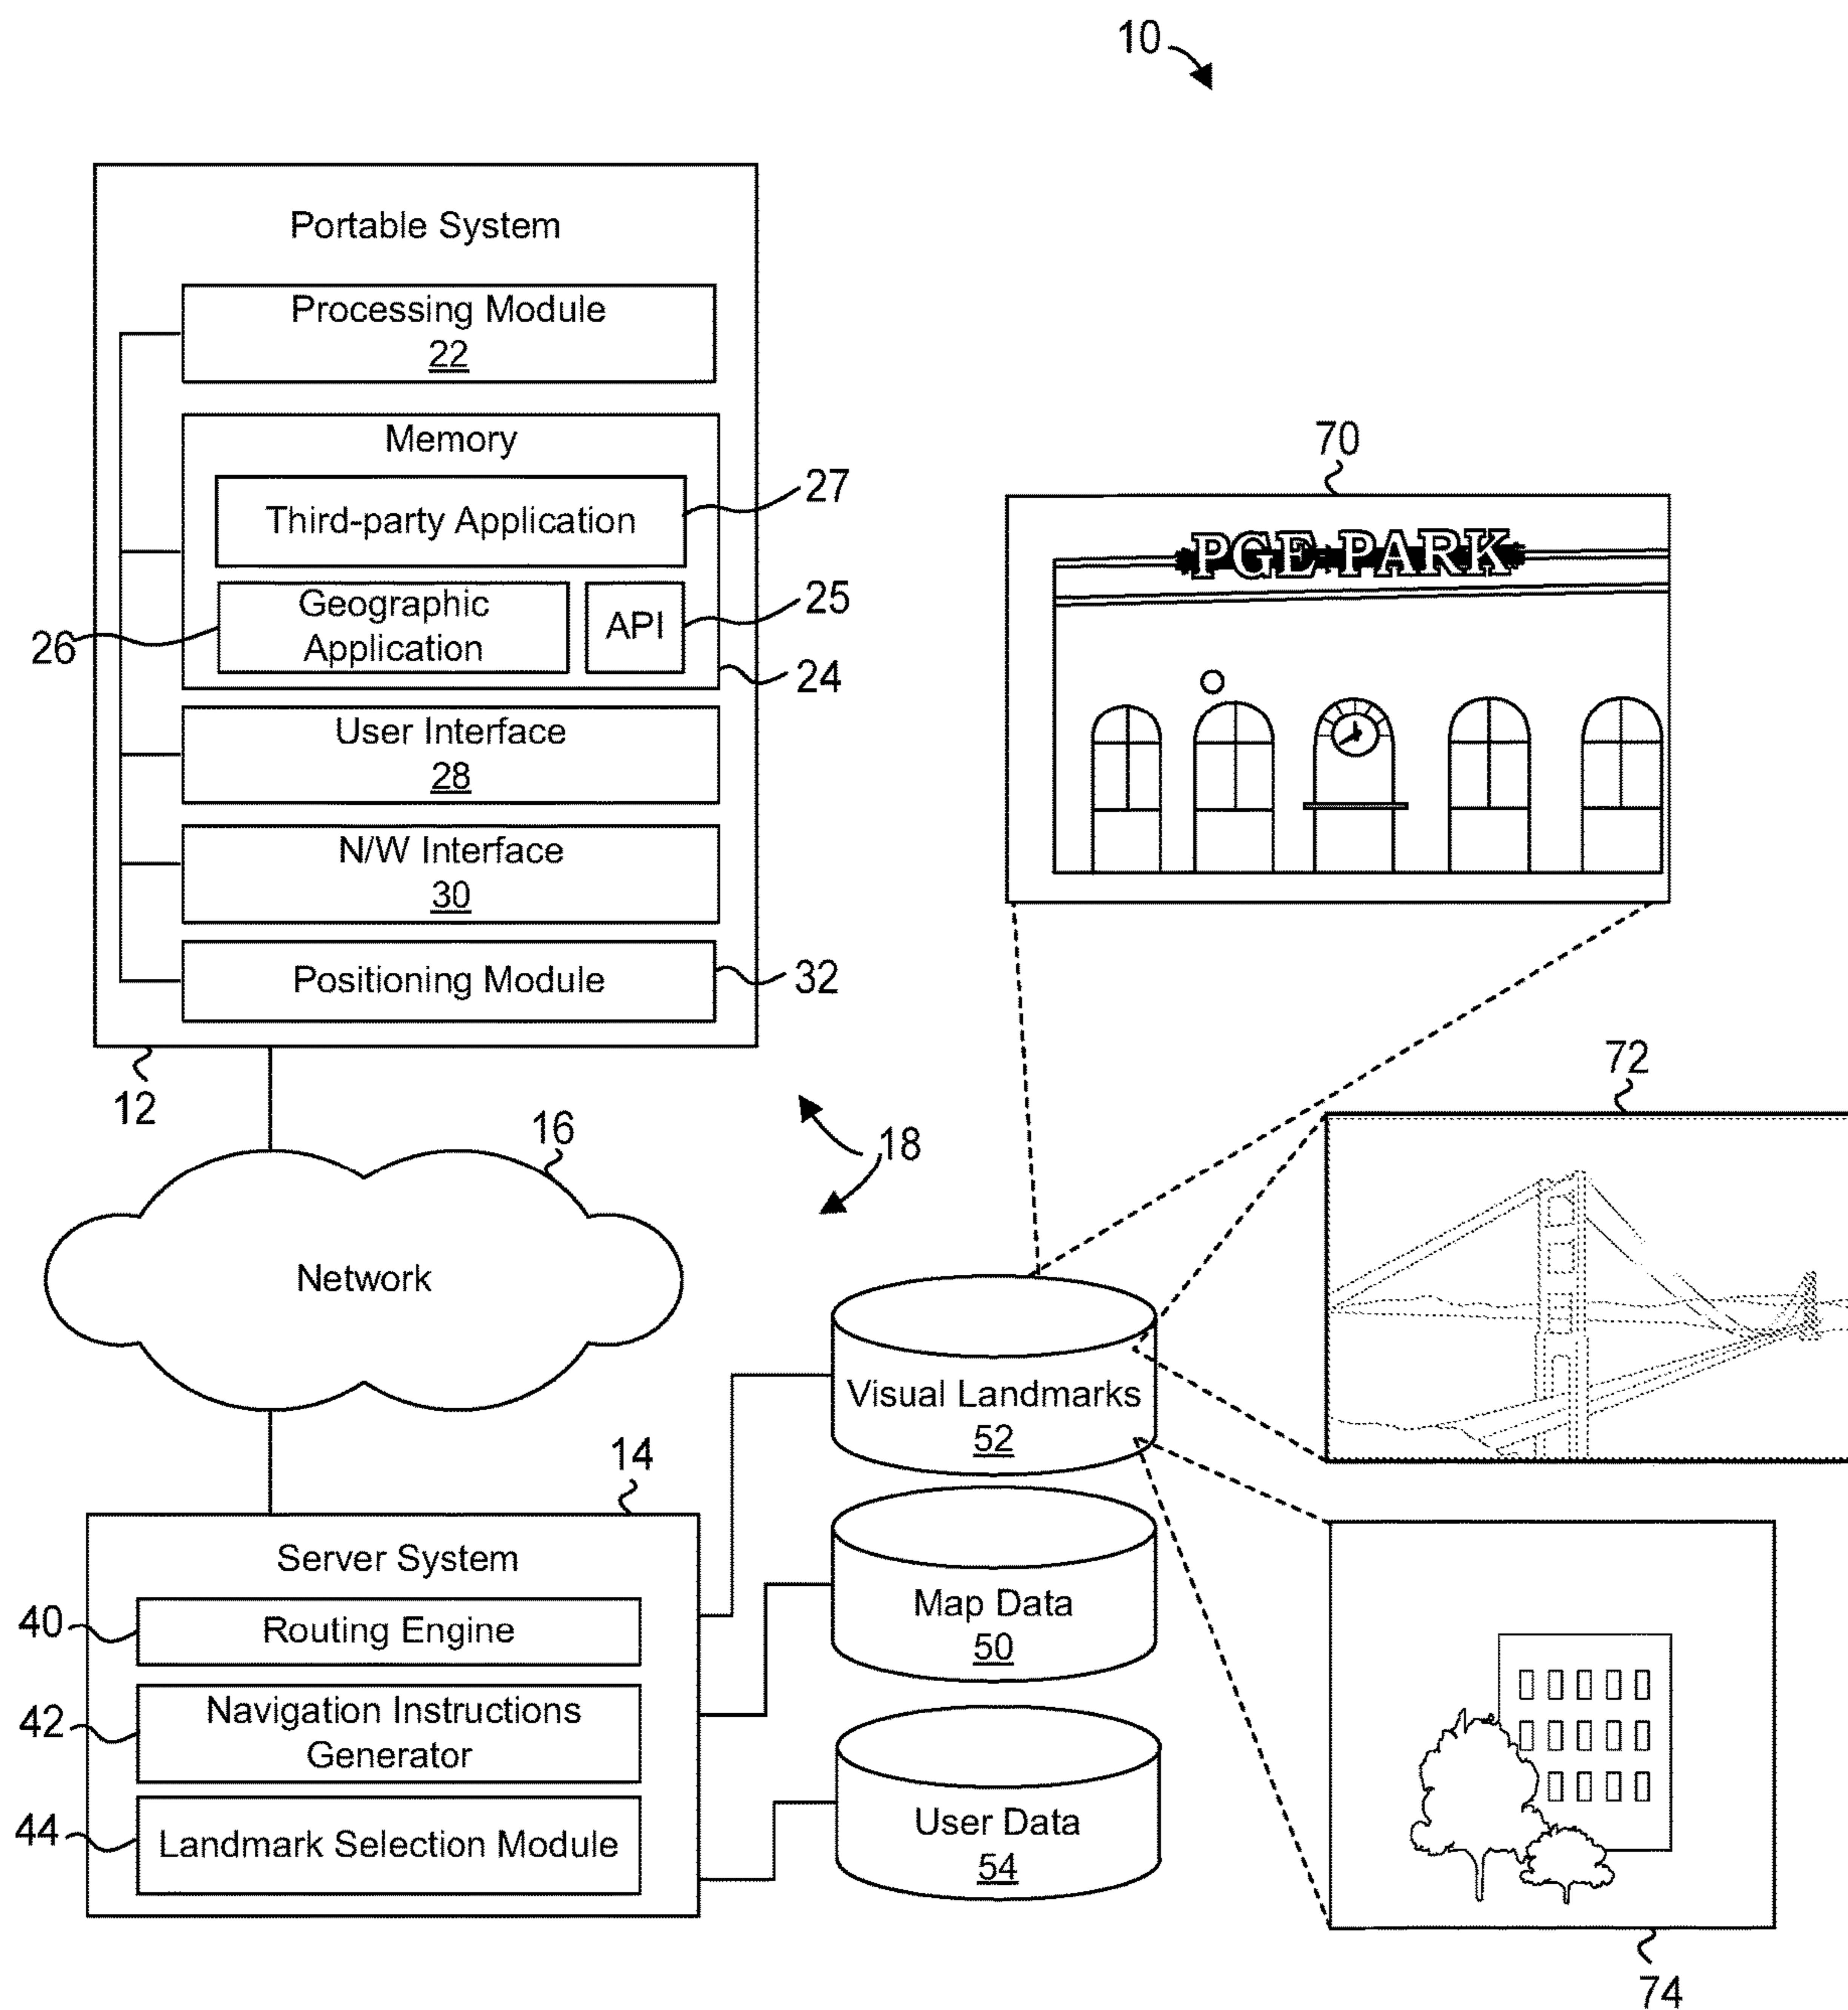 10
Portable System
Processing Module
22
Memory
Third-party Application
27
Geographic
Application
API
25
26
24
User Interface
28
N/W Interface
30
Positioning Module
32
12
70
PGE PARK
16
18
72
Network
Visual Landmarks
52
14
Server System
40
Routing Engine
Map Data
50
42
Navigation Instructions
Generator
44
Landmark Selection Module
User Data
54
74